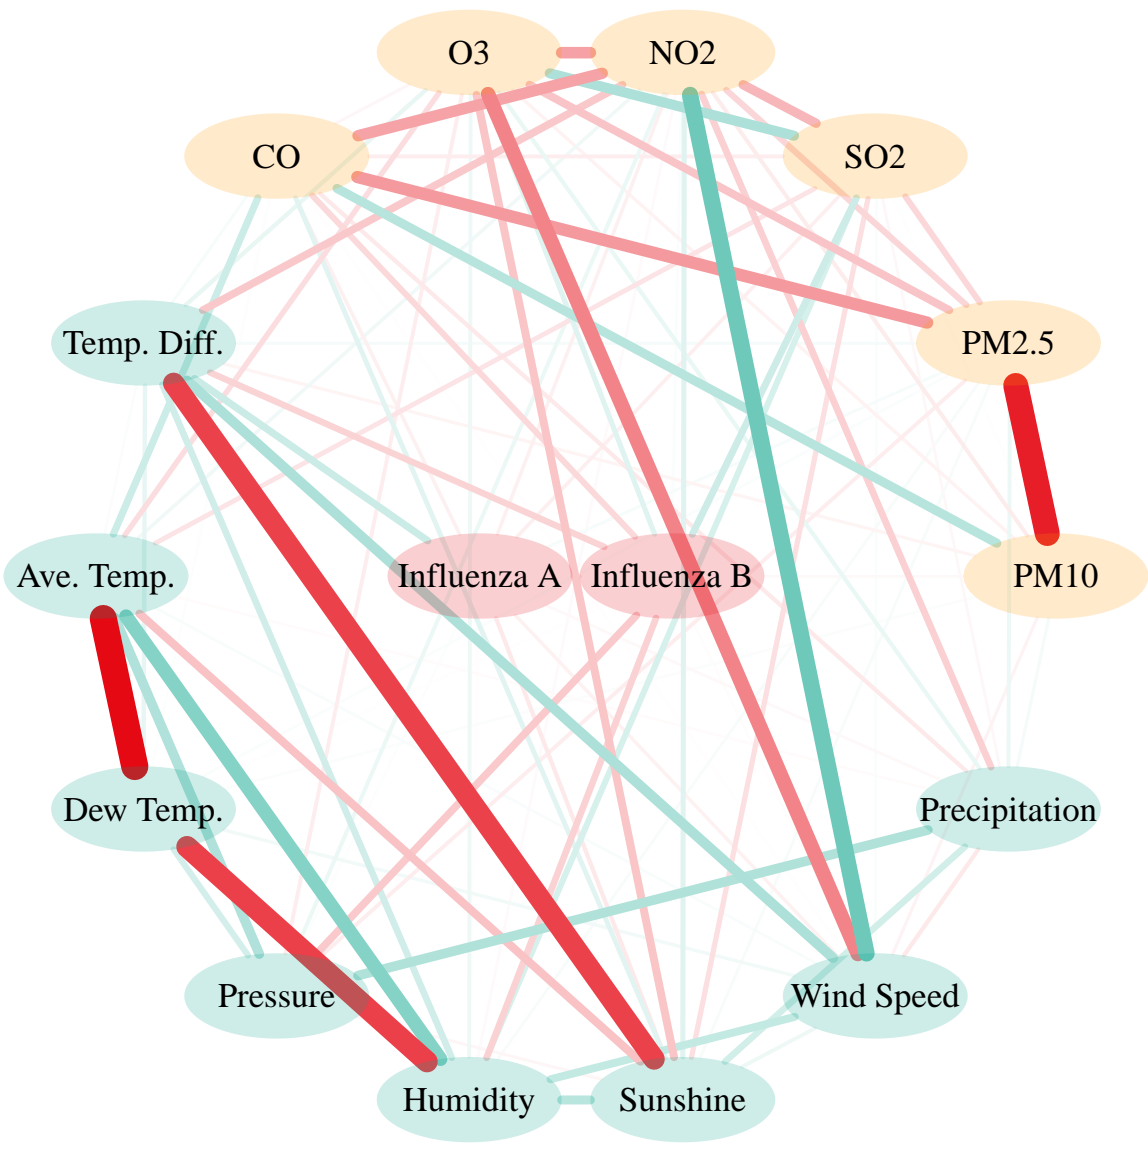 O3
NO2
CO
SO2
Temp. Diff.
PM2.5
Ave. Temp.
Influenza A
Influenza B
PM10
Dew Temp.
Precipitation
Pressure
Wind Speed
Humidity
Sunshine